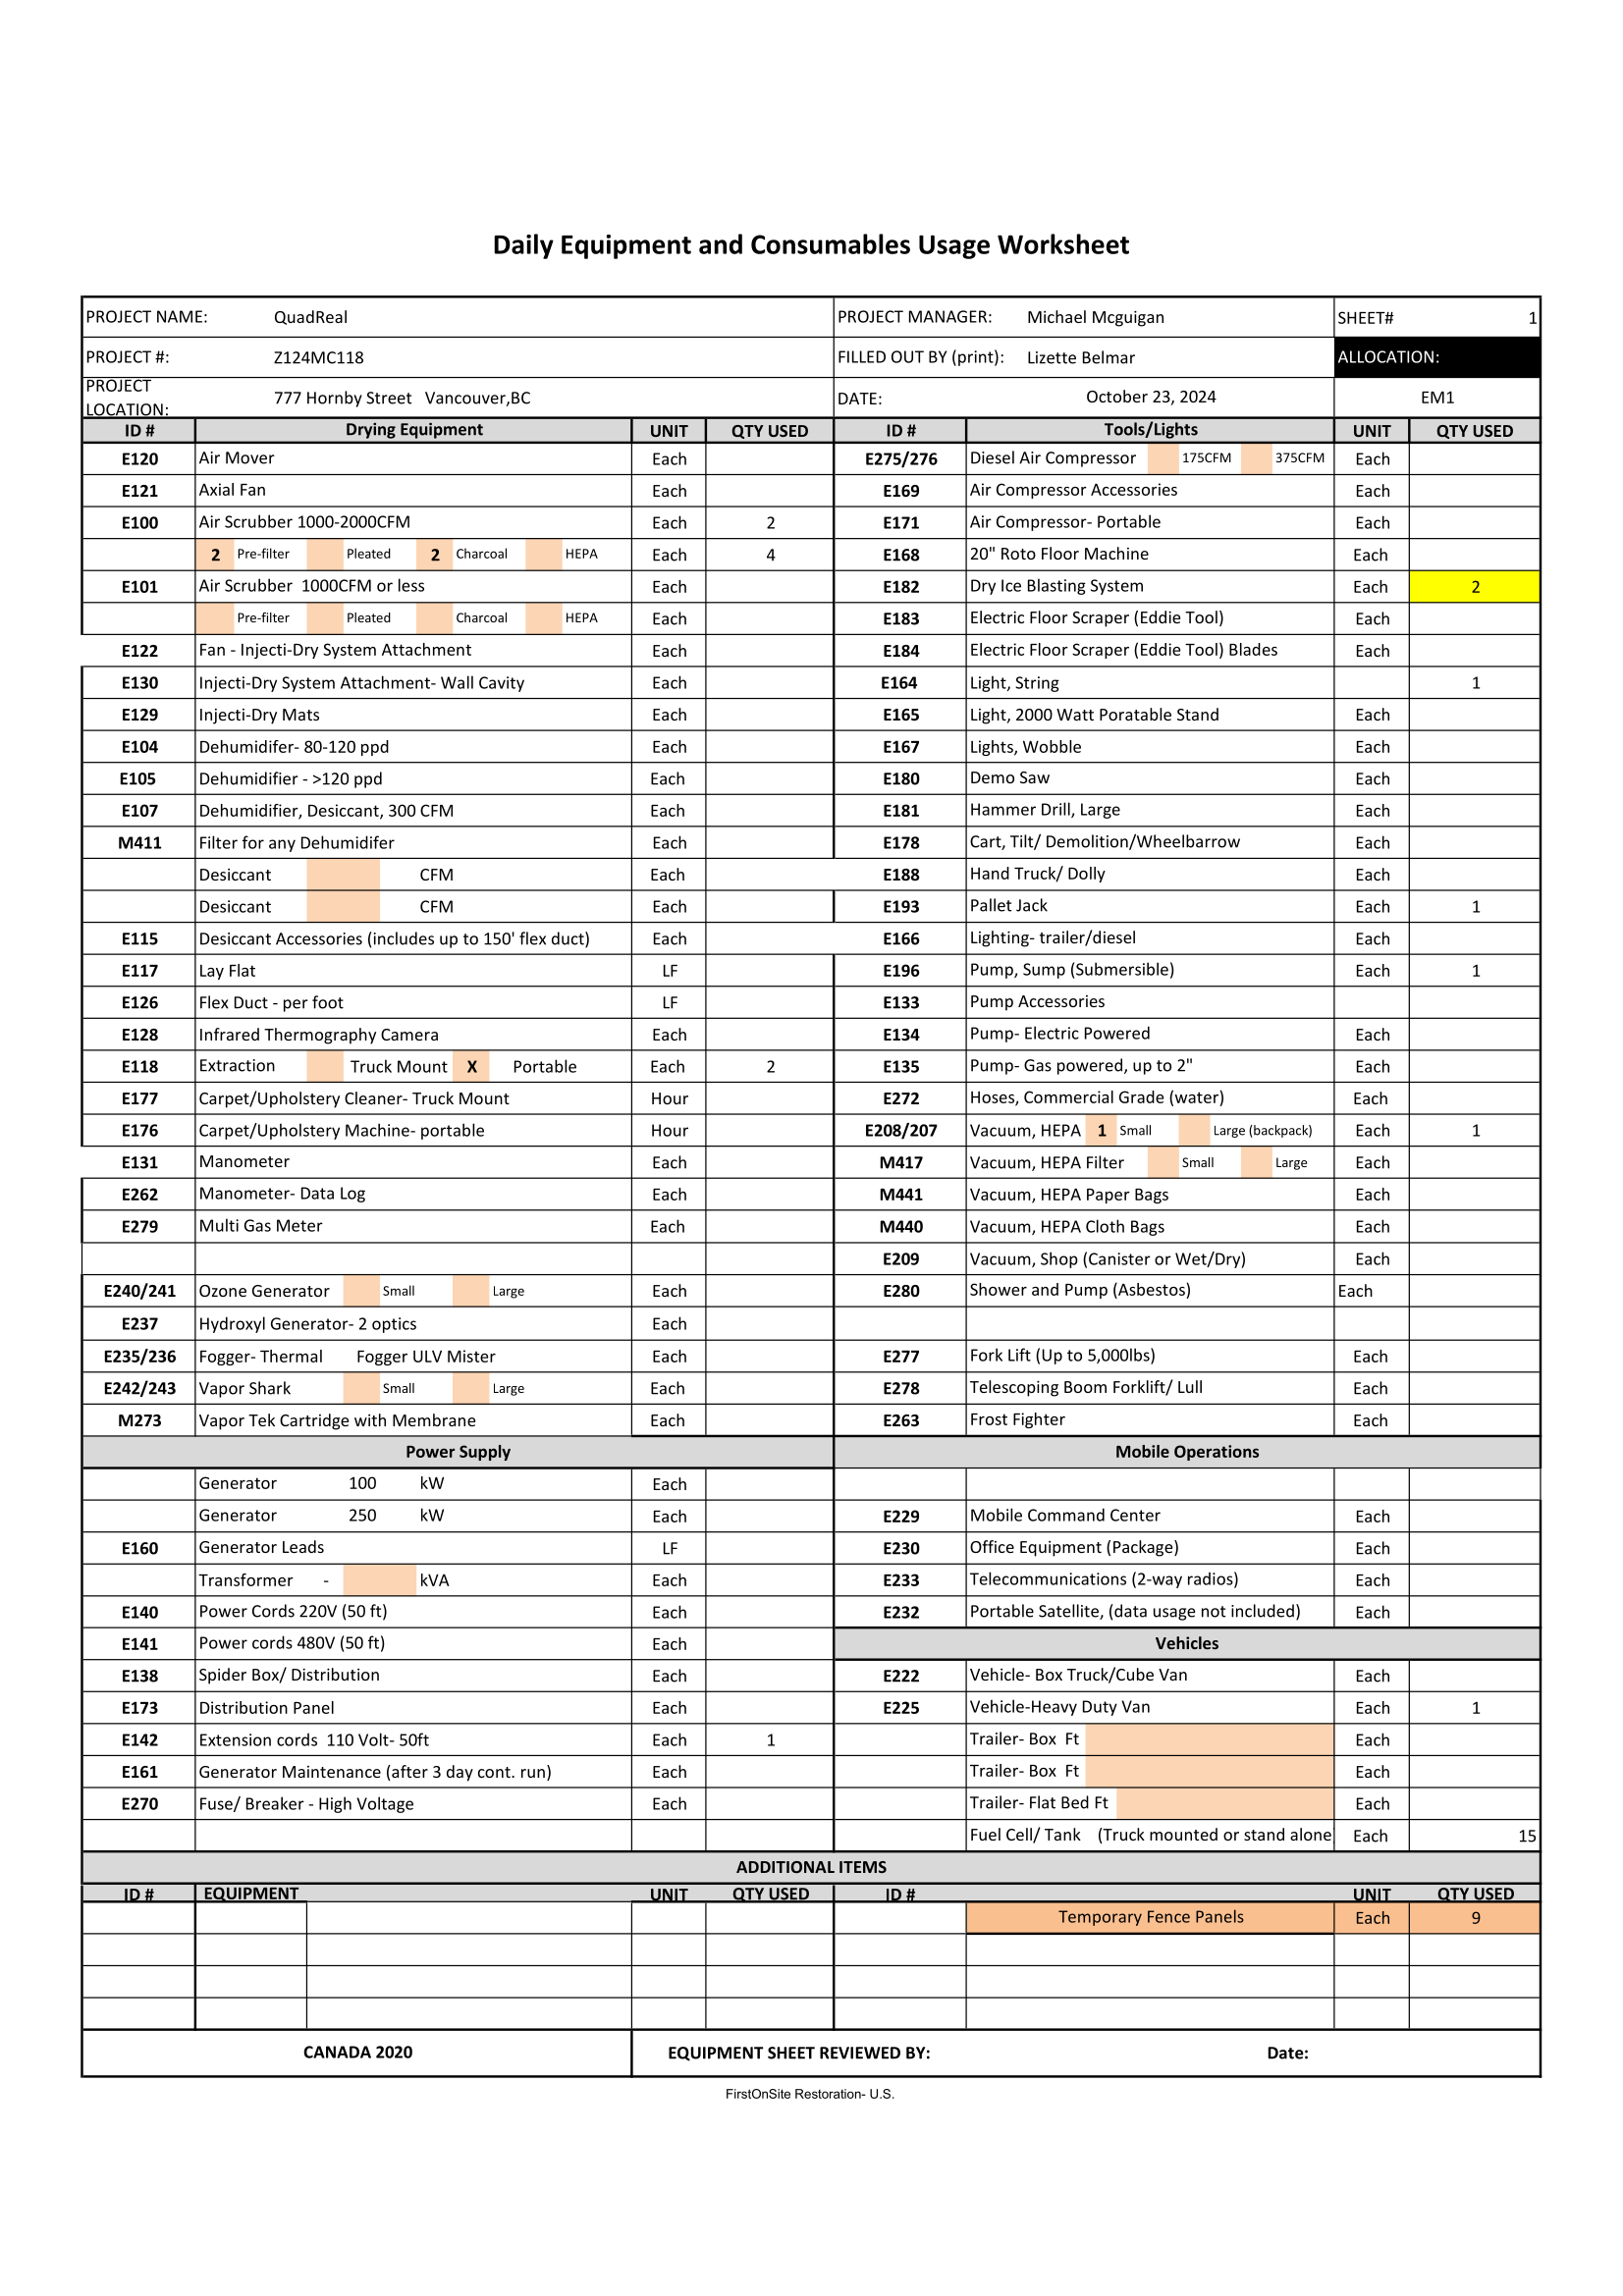 Daily Equipment and Consumables Usage Worksheet
PROJECT NAME: QuadReal PROJECT MANAGER: Michael Mcguigan SHEET# 1
PROJECT #: Z124MC118 FILLED OUT BY (print): Lizette Belmar ALLOCATION:
PROJECT LOCATION: 777 Hornby Street Vancouver,BC DATE: October 23, 2024 EM1
ID # Drying Equipment UNIT QTY USED ID # Tools/Lights UNIT QTY USED
E120 Air Mover Each E275/276 Diesel Air Compressor 175CFM 375CFM Each
E121 Axial Fan Each E169 Air Compressor Accessories Each
E100 Air Scrubber 1000-2000CFM Each 2 E171 Air Compressor- Portable Each
2 Pre-filter Pleated 2 Charcoal HEPA Each 4 E168 20" Roto Floor Machine Each
E101 Air Scrubber 1000CFM or less Each E182 Dry Ice Blasting System Each 2
Pre-filter Pleated Charcoal HEPA Each E183 Electric Floor Scraper (Eddie Tool) Each
E122 Fan - Injecti-Dry System Attachment Each E184 Electric Floor Scraper (Eddie Tool) Blades Each
E130 Injecti-Dry System Attachment- Wall Cavity Each E164 Light, String 1
E129 Injecti-Dry Mats Each E165 Light, 2000 Watt Poratable Stand Each
E104 Dehumidifer- 80-120 ppd Each E167 Lights, Wobble Each
E105 Dehumidifier - >120 ppd Each E180 Demo Saw Each
E107 Dehumidifier, Desiccant, 300 CFM Each E181 Hammer Drill, Large Each
M411 Filter for any Dehumidifer Each E178 Cart, Tilt/ Demolition/Wheelbarrow Each
Desiccant CFM Each E188 Hand Truck/ Dolly Each
Desiccant CFM Each E193 Pallet Jack Each 1
E115 Desiccant Accessories (includes up to 150' flex duct) Each E166 Lighting- trailer/diesel Each
E117 Lay Flat LF E196 Pump, Sump (Submersible) Each 1
E126 Flex Duct - per foot LF E133 Pump Accessories
E128 Infrared Thermography Camera Each E134 Pump- Electric Powered Each
E118 Extraction Truck Mount X Portable Each 2 E135 Pump- Gas powered, up to 2" Each
E177 Carpet/Upholstery Cleaner- Truck Mount Hour E272 Hoses, Commercial Grade (water) Each
E176 Carpet/Upholstery Machine- portable Hour E208/207 Vacuum, HEPA 1 Small Large (backpack) Each 1
E131 Manometer Each M417 Vacuum, HEPA Filter Small Large Each
E262 Manometer- Data Log Each M441 Vacuum, HEPA Paper Bags Each
E279 Multi Gas Meter Each M440 Vacuum, HEPA Cloth Bags Each
E209 Vacuum, Shop (Canister or Wet/Dry) Each
E240/241 Ozone Generator Small Large Each E280 Shower and Pump (Asbestos) Each
E237 Hydroxyl Generator- 2 optics Each
E235/236 Fogger- Thermal Fogger ULV Mister Each E277 Fork Lift (Up to 5,000lbs) Each
E242/243 Vapor Shark Small Large Each E278 Telescoping Boom Forklift/ Lull Each
M273 Vapor Tek Cartridge with Membrane Each E263 Frost Fighter Each
Power Supply Mobile Operations
Generator 100 kW Each
Generator 250 kW Each E229 Mobile Command Center Each
E160 Generator Leads LF E230 Office Equipment (Package) Each
Transformer - kVA Each E233 Telecommunications (2-way radios) Each
E140 Power Cords 220V (50 ft) Each E232 Portable Satellite, (data usage not included) Each
E141 Power cords 480V (50 ft) Each Vehicles
E138 Spider Box/ Distribution Each E222 Vehicle- Box Truck/Cube Van Each
E173 Distribution Panel Each E225 Vehicle-Heavy Duty Van Each 1
E142 Extension cords 110 Volt- 50ft Each 1 Trailer- Box Ft Each
E161 Generator Maintenance (after 3 day cont. run) Each Trailer- Box Ft Each
E270 Fuse/ Breaker - High Voltage Each Trailer- Flat Bed Ft Each
Fuel Cell/ Tank (Truck mounted or stand alone Each 15
ADDITIONAL ITEMS
ID # EQUIPMENT UNIT QTY USED ID # UNIT QTY USED
Temporary Fence Panels Each 9
CANADA 2020 EQUIPMENT SHEET REVIEWED BY: Date:
FirstOnSite Restoration- U.S.